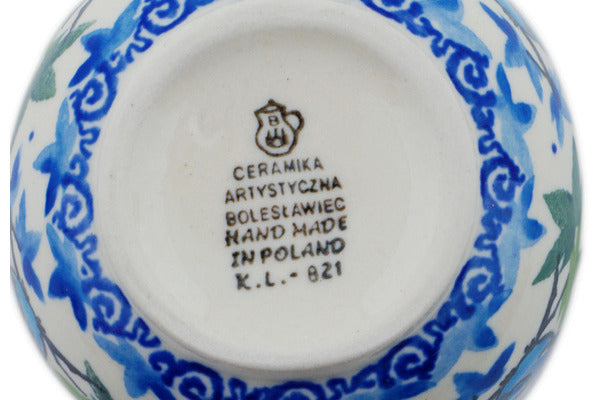 B
CERAMIKA
ARTYSTYCZNA
BOLESŁAWIEC
HAND MADE
IN POLAND
K.L.-821